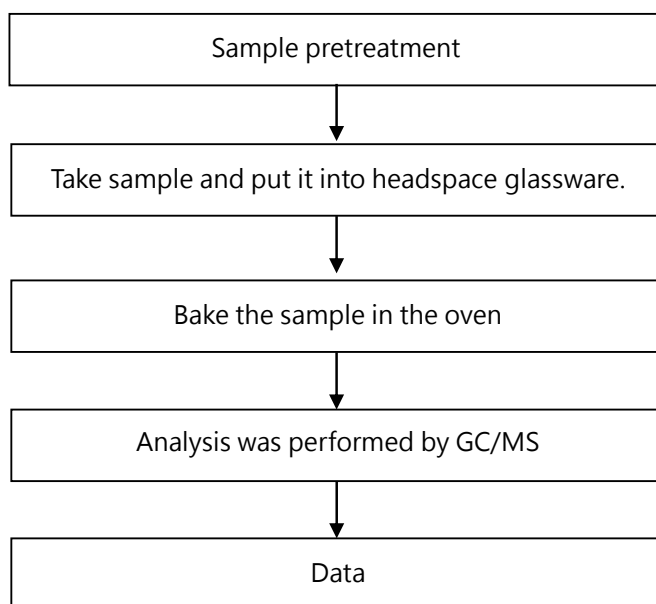 Sample pretreatment
Take sample and put it into headspace glassware.
Bake the sample in the oven
Analysis was performed by GC/MS
Data